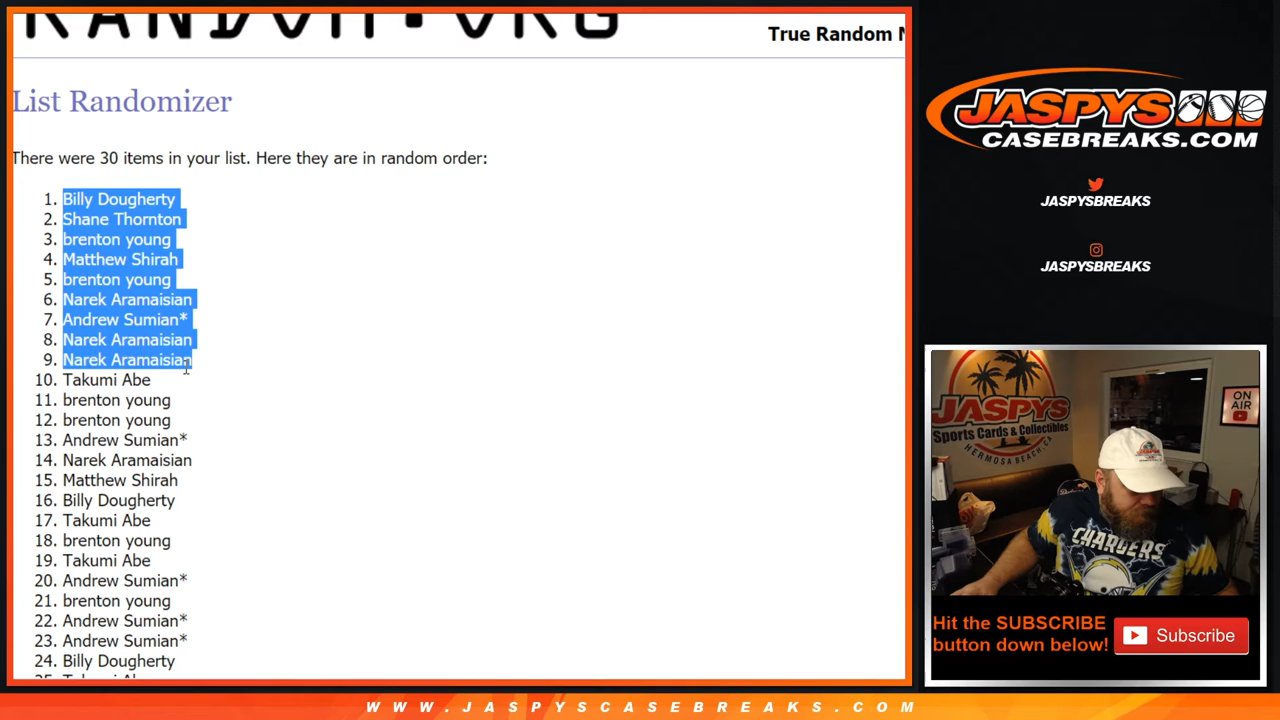 RANDOM.ORG
True Random N
List Randomizer
There were 30 items in your list. Here they are in random order:
1. Billy Dougherty
2. Shane Thornton
3. brenton young
4. Matthew Shirah
5. brenton young
6. Narek Aramaisian
7. Andrew Sumian*
8. Narek Aramaisian
9. Narek Aramaisian
10. Takumi Abe
11. brenton young
12. brenton young
13. Andrew Sumian*
14. Narek Aramaisian
15. Matthew Shirah
16. Billy Dougherty
17. Takumi Abe
18. brenton young
19. Takumi Abe
20. Andrew Sumian*
21. brenton young
22. Andrew Sumian*
23. Andrew Sumian*
24. Billy Dougherty
JASPYS
CASEBREAKS.COM
JASPYSBREAKS
JASPYSBREAKS
JASPYS
Sports Cards & Collectibles
HERMOSA BEACH, CA
ON
AIR
CHARGERS
Hit the SUBSCRIBE
button down below!
Subscribe
WWW.JASPYSCASEBREAKS.COM